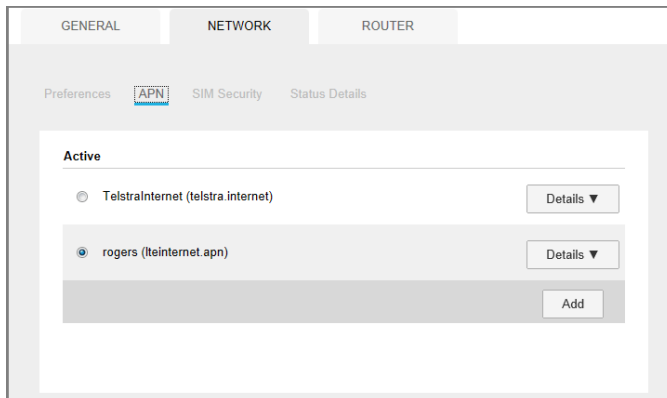 GENERAL NETWORK ROUTER
Preferences APN SIM Security Status Details
Active
TelstraInternet (telstra.internet) Details ▼
rogers (lteinternet.apn) Details ▼
Add